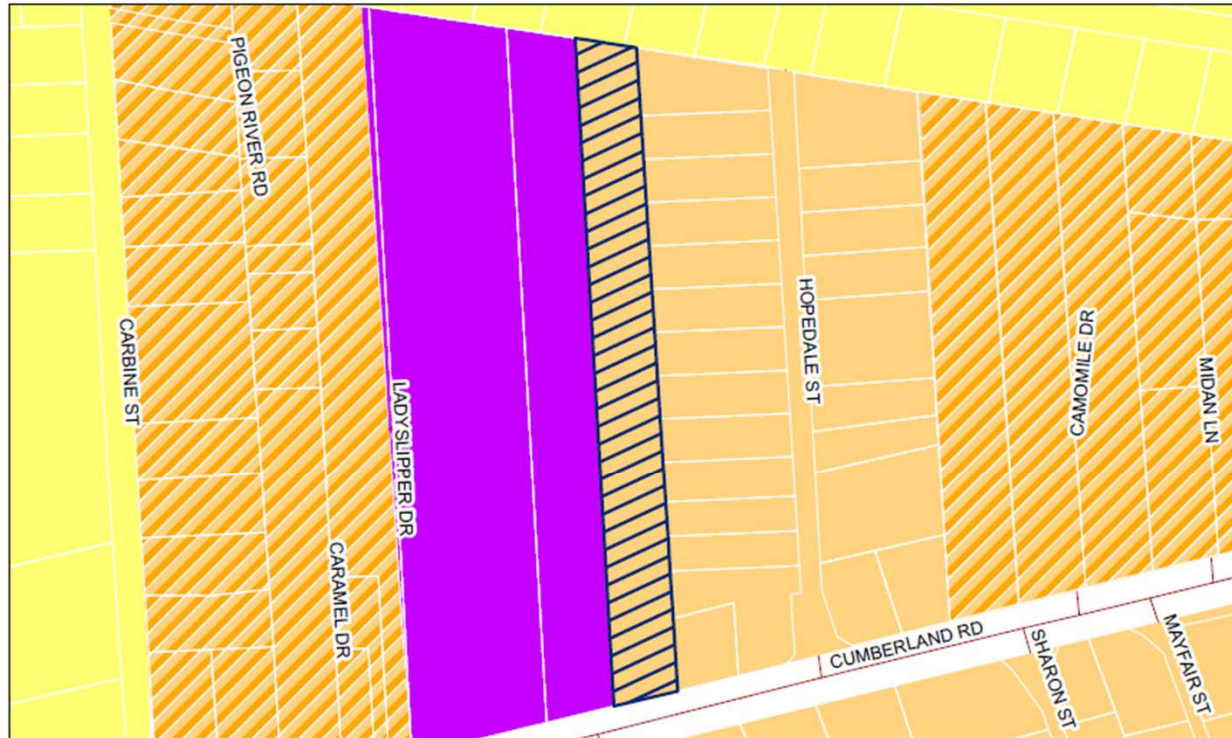 PIGEON RIVER RD
CARBINE ST
LADYSLIPPER DR
CARAMEL DR
HOPEDALE ST
CAMOMILE DR
MIDAN LN
CUMBERLAND RD
SHARON ST
MAYFAIR ST